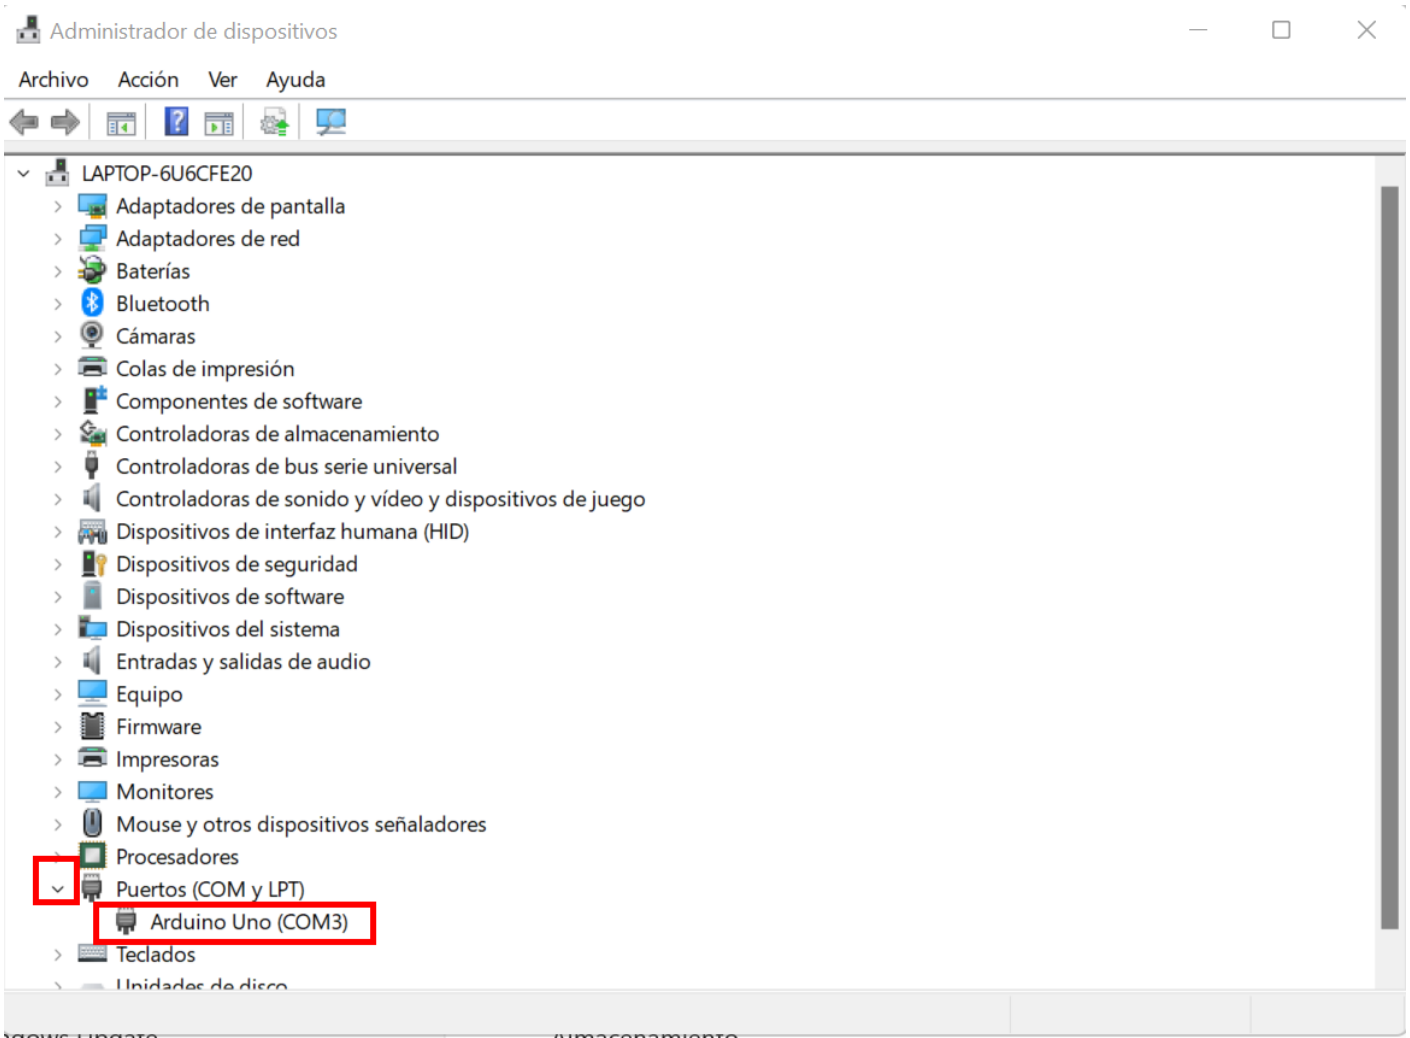 Administrador de dispositivos
Archivo Acción Ver Ayuda
LAPTOP-6U6CFE20
Adaptadores de pantalla
Adaptadores de red
Baterías
Bluetooth
Cámaras
Colas de impresión
Componentes de software
Controladoras de almacenamiento
Controladoras de bus serie universal
Controladoras de sonido y vídeo y dispositivos de juego
Dispositivos de interfaz humana (HID)
Dispositivos de seguridad
Dispositivos de software
Dispositivos del sistema
Entradas y salidas de audio
Equipo
Firmware
Impresoras
Monitores
Mouse y otros dispositivos señaladores
Procesadores
Puertos (COM y LPT)
Arduino Uno (COM3)
Teclados
Unidades de disco
Update
Almacenamiento